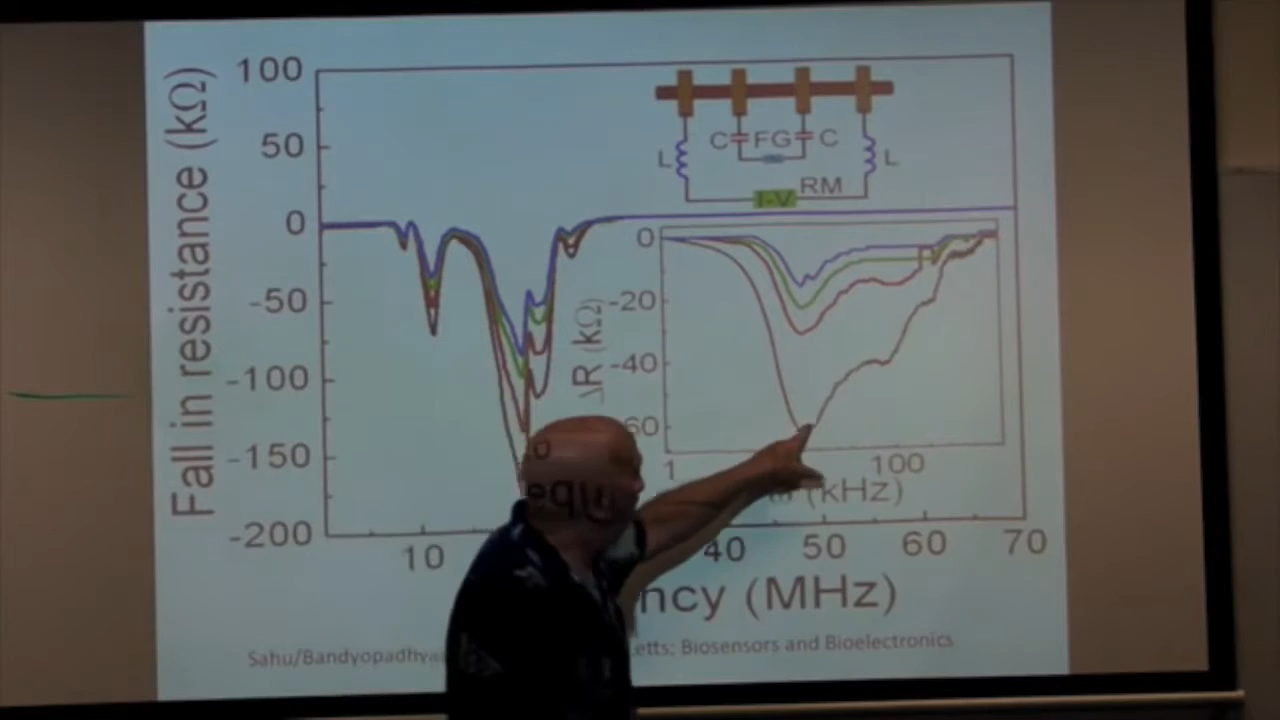 Fall in resistance (kΩ)
100
50
0
-50
-100
-150
-200
C FG C
L L
I-V RM
0
-20
-40
60
ΔR (kΩ)
1 100
(kHz)
10 40 50 60 70
ncy (MHz)
Sahu/Bandyopadhya etts; Biosensors and Bioelectronics